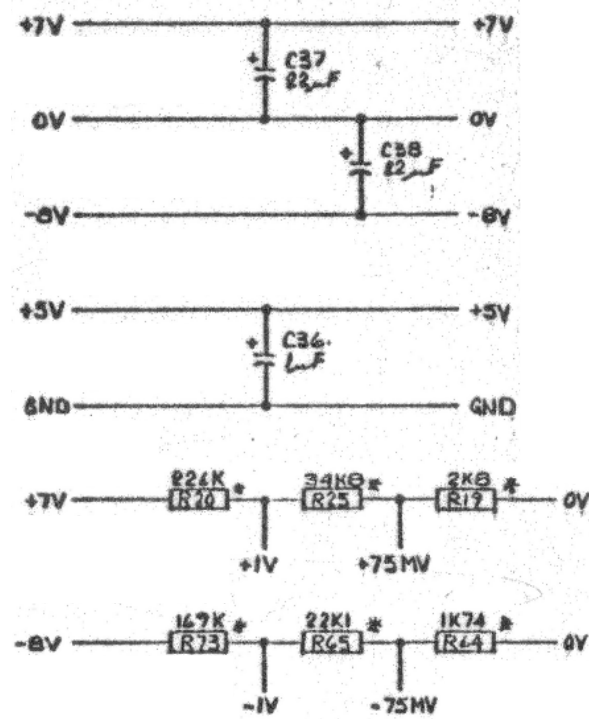 +7V +7V
+ C37
22µF
0V 0V
+ C38
22µF
-8V -8V
+5V +5V
+ C36
1µF
GND GND
226K 34K8 2K8
+7V R20 * R25 * R19 * 0V
+1V +75MV
169K 22K1 1K74
-8V R73 * R65 * R64 * 0V
-1V -75MV